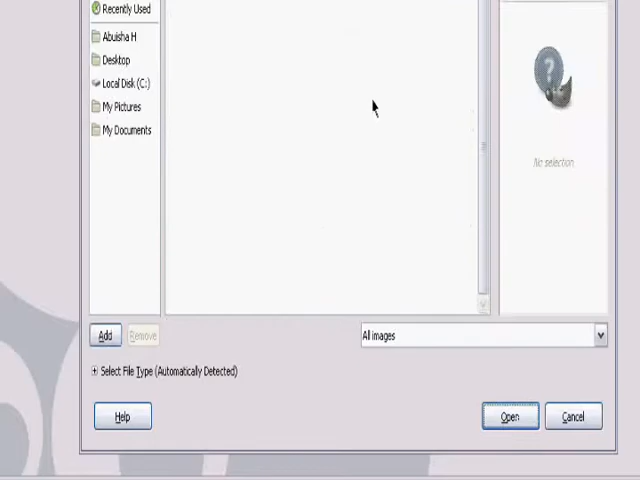 Recently Used
Abuisha H
Desktop
Local Disk (C:)
My Pictures
My Documents
No selection
Add
Remove
All images
Select File Type (Automatically Detected)
Help
Open
Cancel